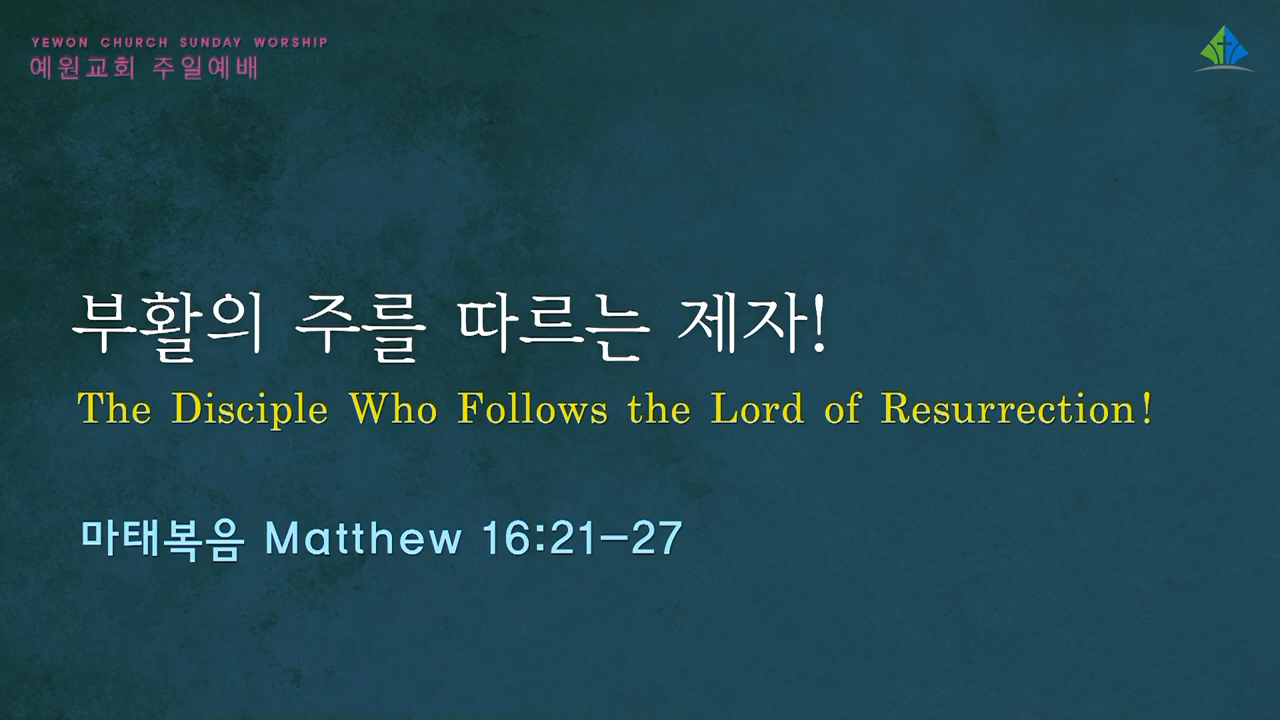 YEWON CHURCH SUNDAY WORSHIP
예원교회 주일예배
부활의 주를 따르는 제자!
The Disciple Who Follows the Lord of Resurrection!
마태복음 Matthew 16:21-27